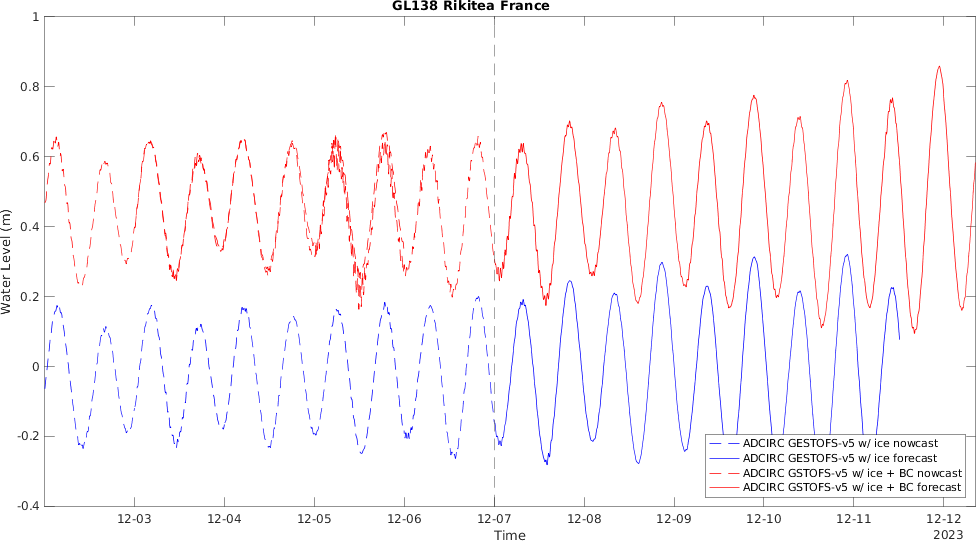 GL138 Rikitea France
1
0.8
0.6
0.4
0.2
0
-0.2
-0.4
Water Level (m)
ADCIRC GESTOFS-v5 w/ ice nowcast
ADCIRC GESTOFS-v5 w/ ice forecast
ADCIRC GSTOFS-v5 w/ ice + BC nowcast
ADCIRC GSTOFS-v5 w/ ice + BC forecast
12-03 12-04 12-05 12-06 12-07 12-08 12-09 12-10 12-11 12-12
Time 2023